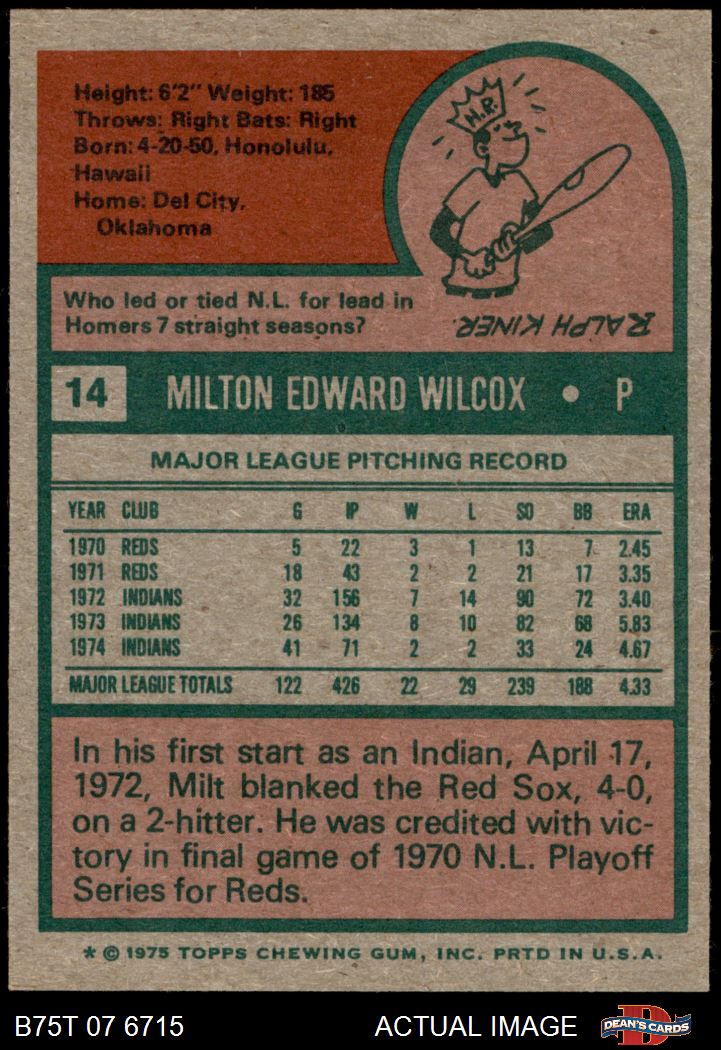 Height: 6'2" Weight: 185
Throws: Right Bats: Right
Born: 4-20-50, Honolulu,
Hawaii
Home: Del City,
Oklahoma
H.R.
Who led or tied N.L. for lead in
Homers 7 straight seasons?
RALPH KINER.
14 MILTON EDWARD WILCOX • P
MAJOR LEAGUE PITCHING RECORD
YEAR CLUB G IP W L SO BB ERA
1970 REDS 5 22 3 1 13 7 2.45
1971 REDS 18 43 2 2 21 17 3.35
1972 INDIANS 32 156 7 14 90 72 3.40
1973 INDIANS 26 134 8 10 82 68 5.83
1974 INDIANS 41 71 2 2 33 24 4.67
MAJOR LEAGUE TOTALS 122 426 22 29 239 188 4.33
In his first start as an Indian, April 17,
1972, Milt blanked the Red Sox, 4-0,
on a 2-hitter. He was credited with vic-
tory in final game of 1970 N.L. Playoff
Series for Reds.
* © 1975 TOPPS CHEWING GUM, INC. PRTD IN U.S.A.
B75T 07 6715 ACTUAL IMAGE D DEAN'S CARDS